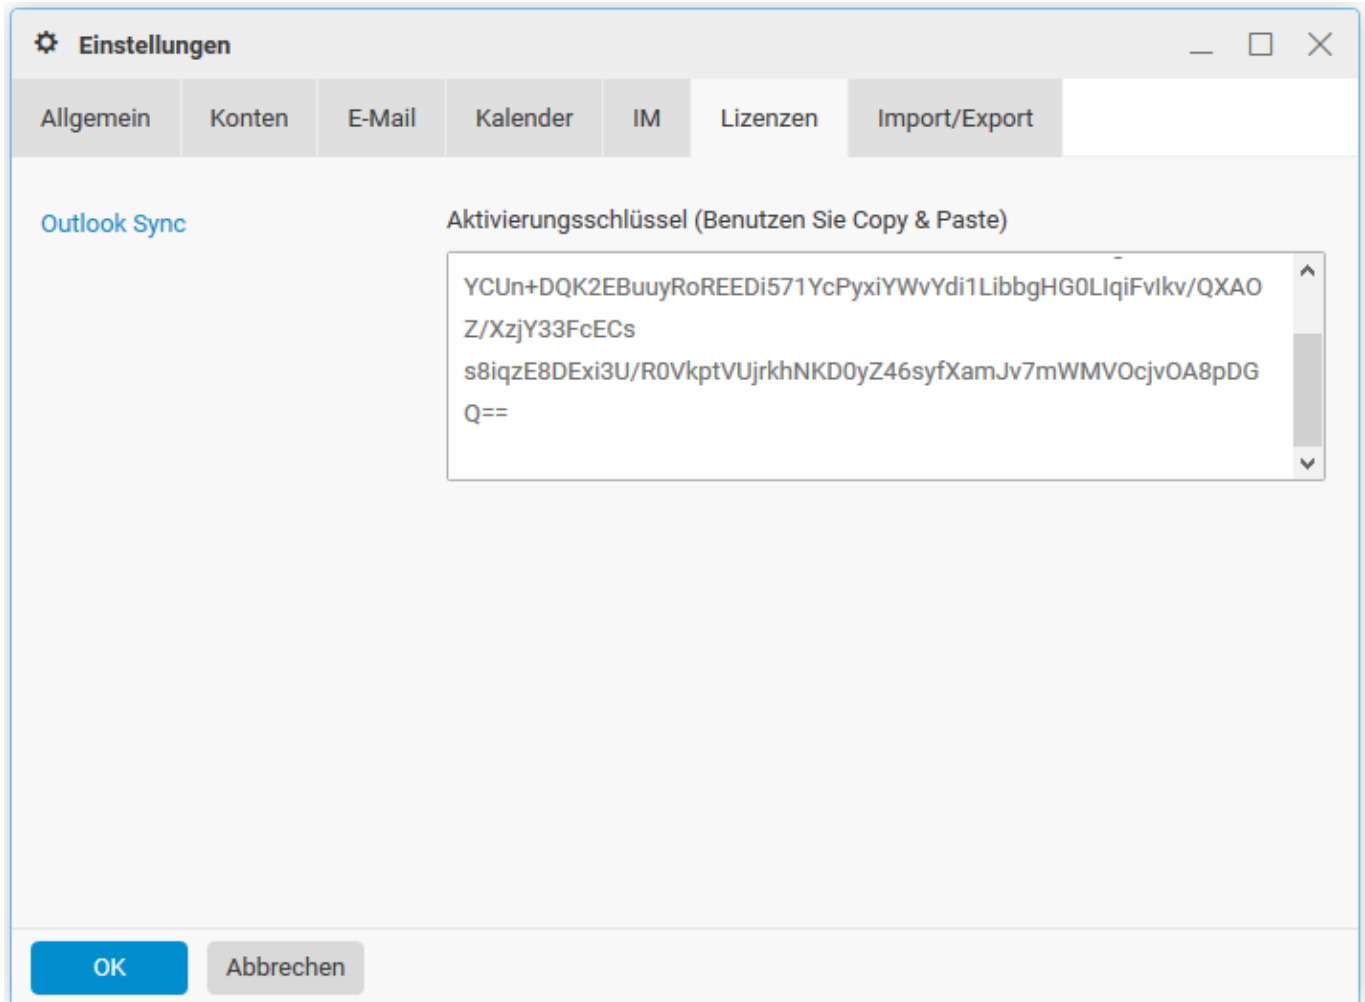 Einstellungen
Allgemein Konten E-Mail Kalender IM Lizenzen Import/Export
Outlook Sync
Aktivierungsschlüssel (Benutzen Sie Copy & Paste)
YCUn+DQK2EBuuyRoREEDi571YcPyxiYWvYdi1LibbgHG0LIqiFvIkv/QXAO
Z/XzjY33FcECs
s8iqzE8DExi3U/R0VkptVUjrkhNKD0yZ46syfXamJv7mWMVOcjvOA8pDG
Q==
OK Abbrechen